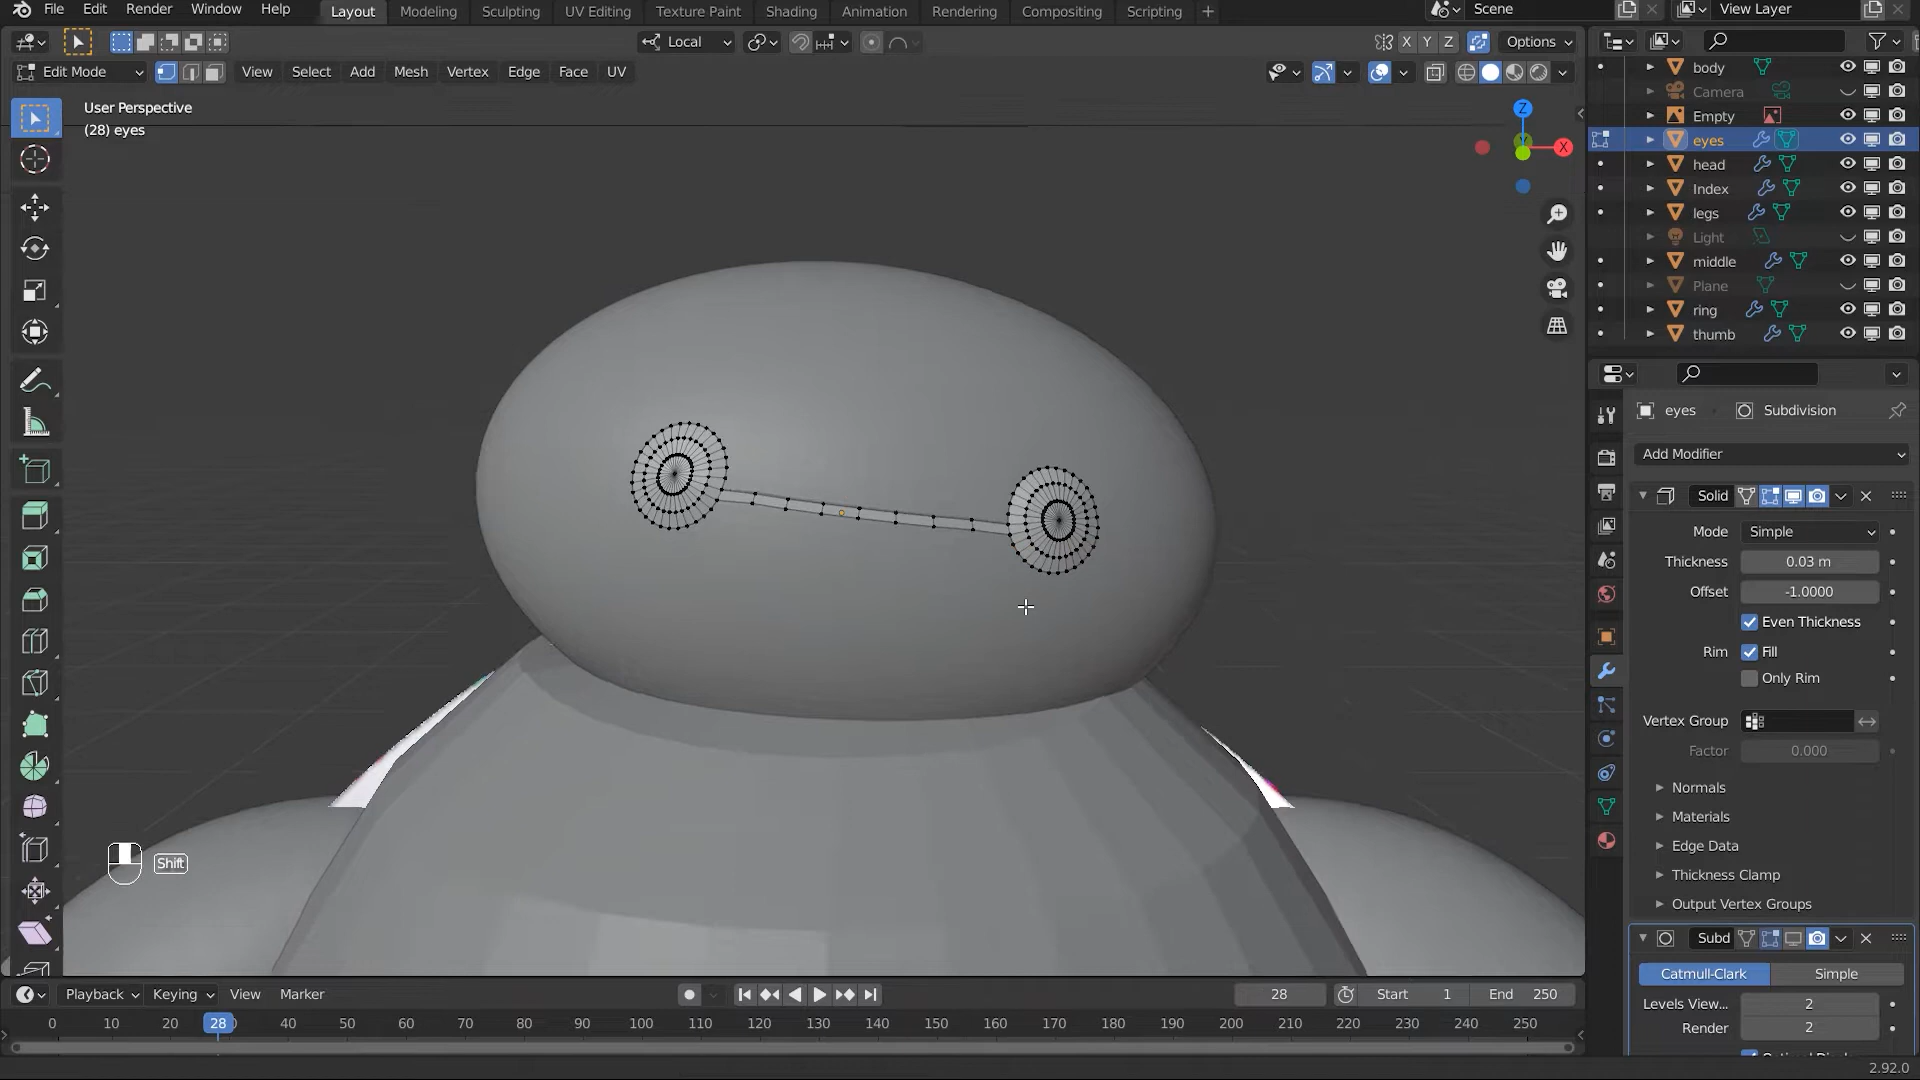 File Edit Render Window Help Layout Modeling Sculpting UV Editing Texture Paint Shading Animation Rendering Compositing Scripting + Scene View Layer
Local X Y Z Options
Edit Mode View Select Add Mesh Vertex Edge Face UV
User Perspective
(28) eyes
Z
X
Shift
body
Camera
Empty
eyes
head
Index
legs
Light
middle
Plane
ring
thumb
eyes Subdivision
Add Modifier
Solid
Mode Simple
Thickness 0.03 m
Offset -1.0000
Even Thickness
Rim Fill
Only Rim
Vertex Group
Factor 0.000
Normals
Materials
Edge Data
Thickness Clamp
Output Vertex Groups
Subd
Catmull-Clark Simple
Levels View... 2
Render 2
Playback Keying View Marker 28 Start 1 End 250
0 10 20 28 40 50 60 70 80 90 100 110 120 130 140 150 160 170 180 190 200 210 220 230 240 250
2.92.0